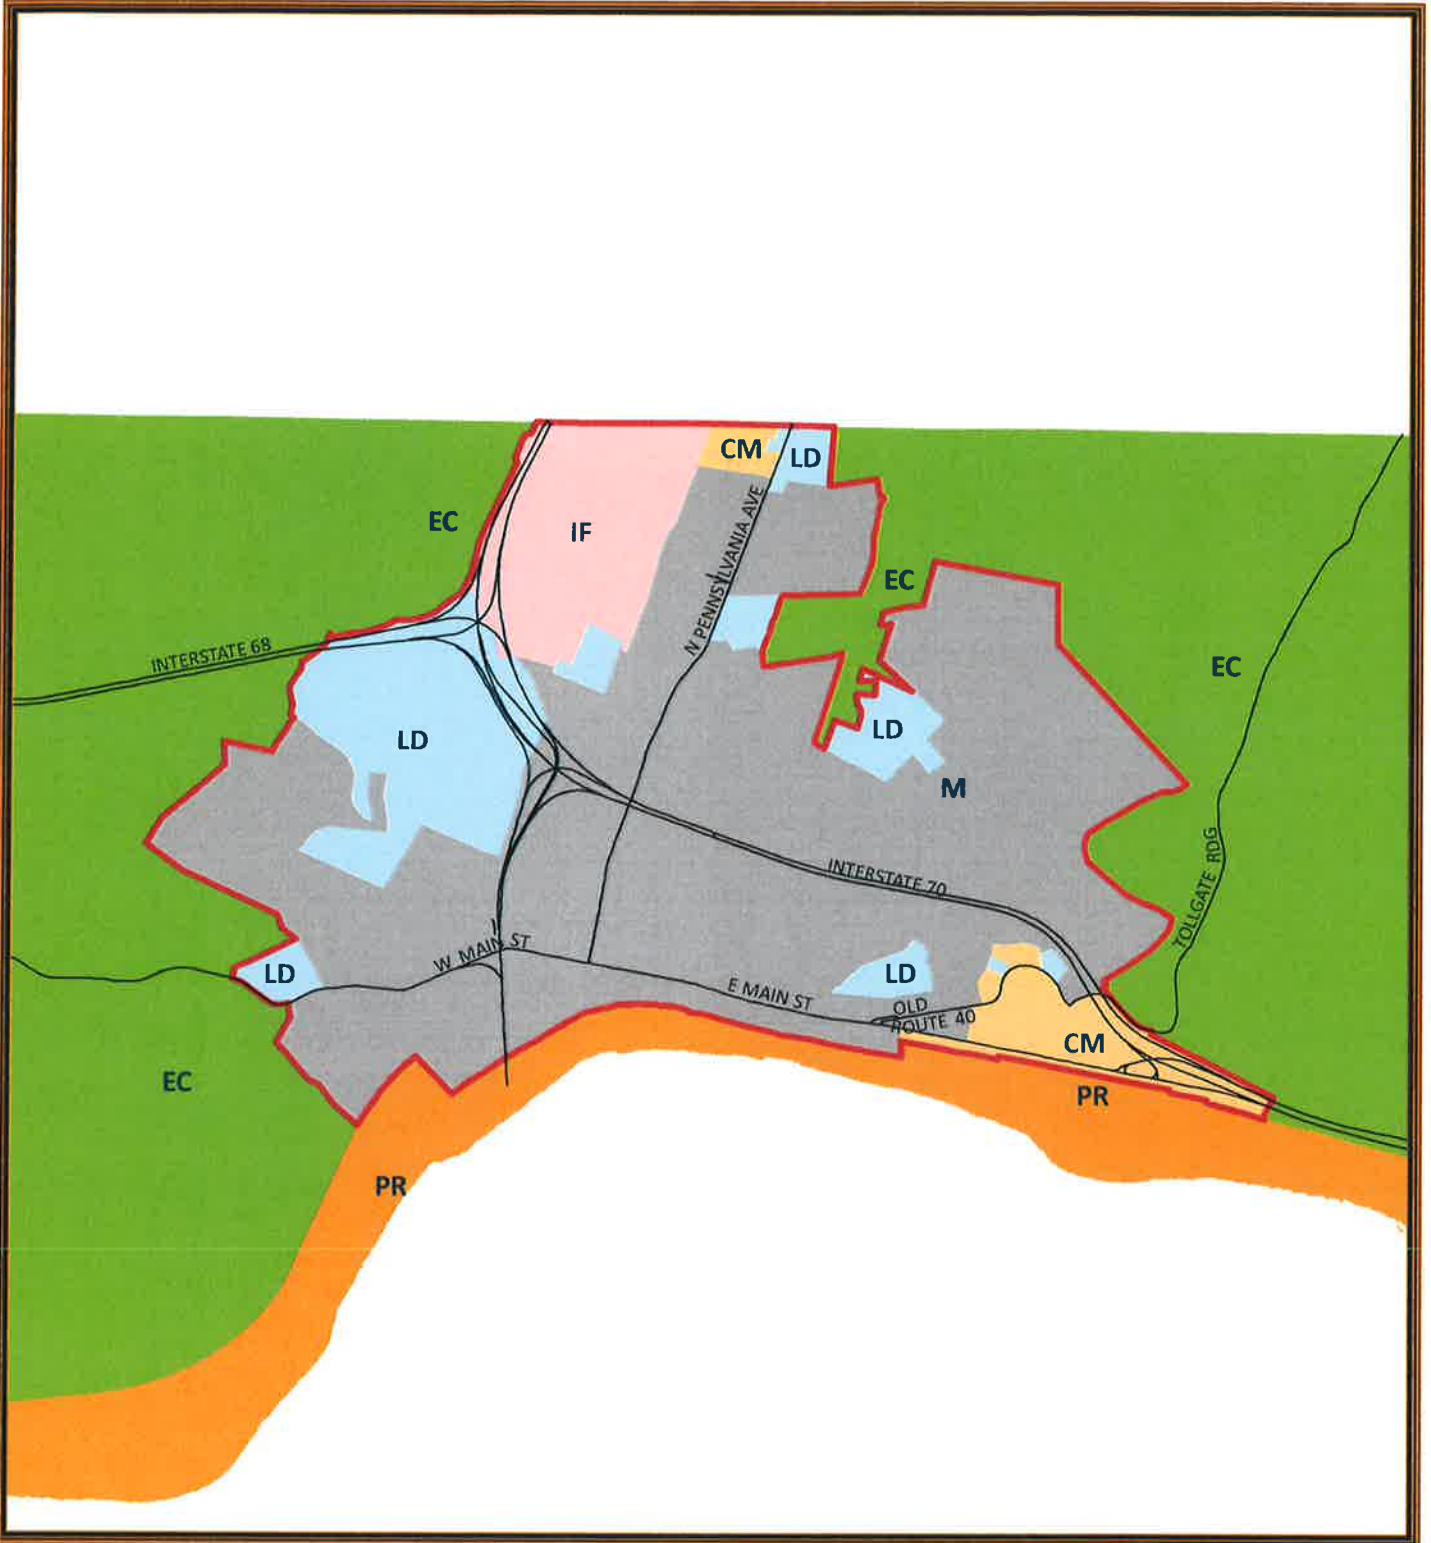 CM
LD
EC
IF
N PENNSYLVANIA AVE
EC
INTERSTATE 68
EC
LD
LD
M
INTERSTATE 70
TOLLGATE RDG
W MAIN ST
LD
LD
E MAIN ST
OLD
ROUTE 40
CM
EC
PR
PR